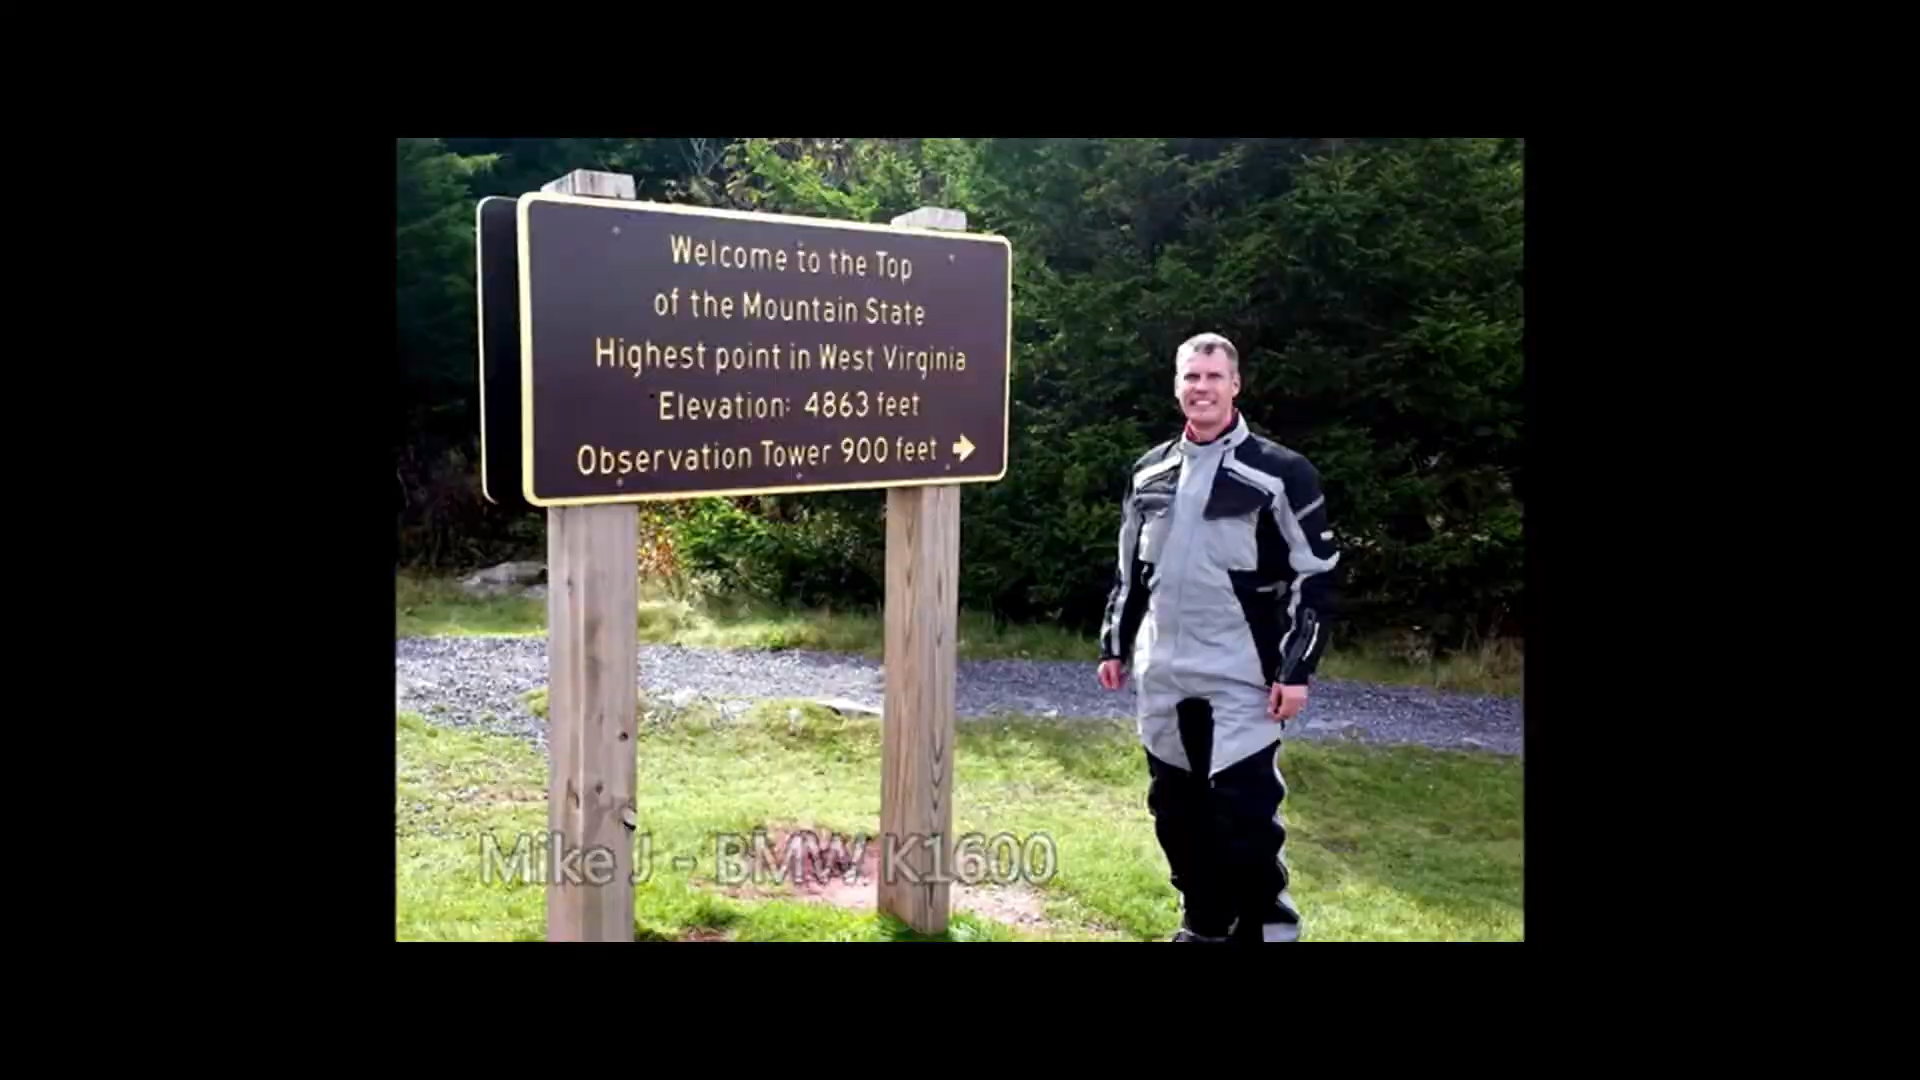 Welcome to the Top
of the Mountain State
Highest point in West Virginia
Elevation: 4863 feet
Observation Tower 900 feet
Mike J - BMW K1600